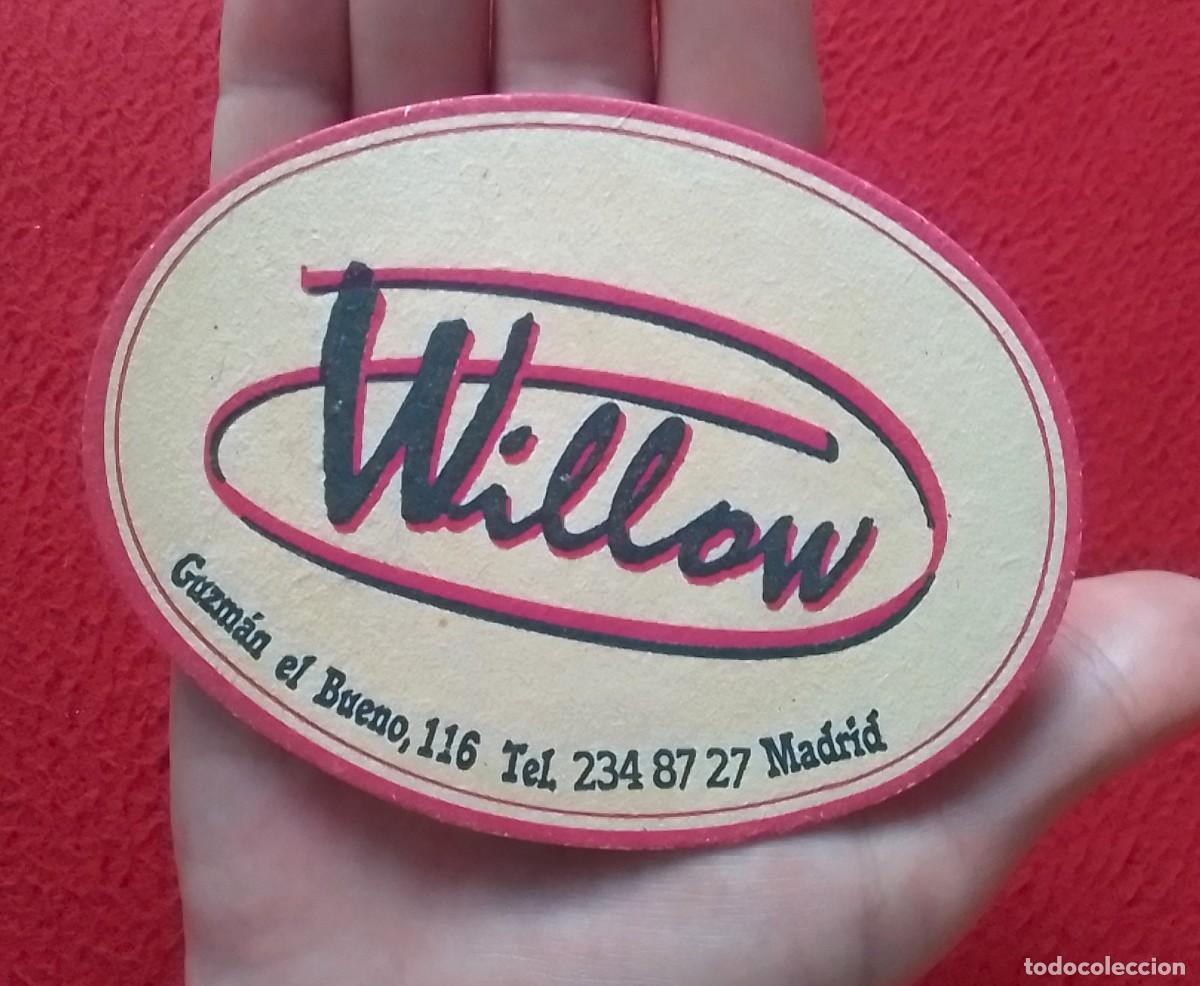 Willow
Guzmán el Bueno, 116 Tel. 234 87 27 Madrid
todocoleccion